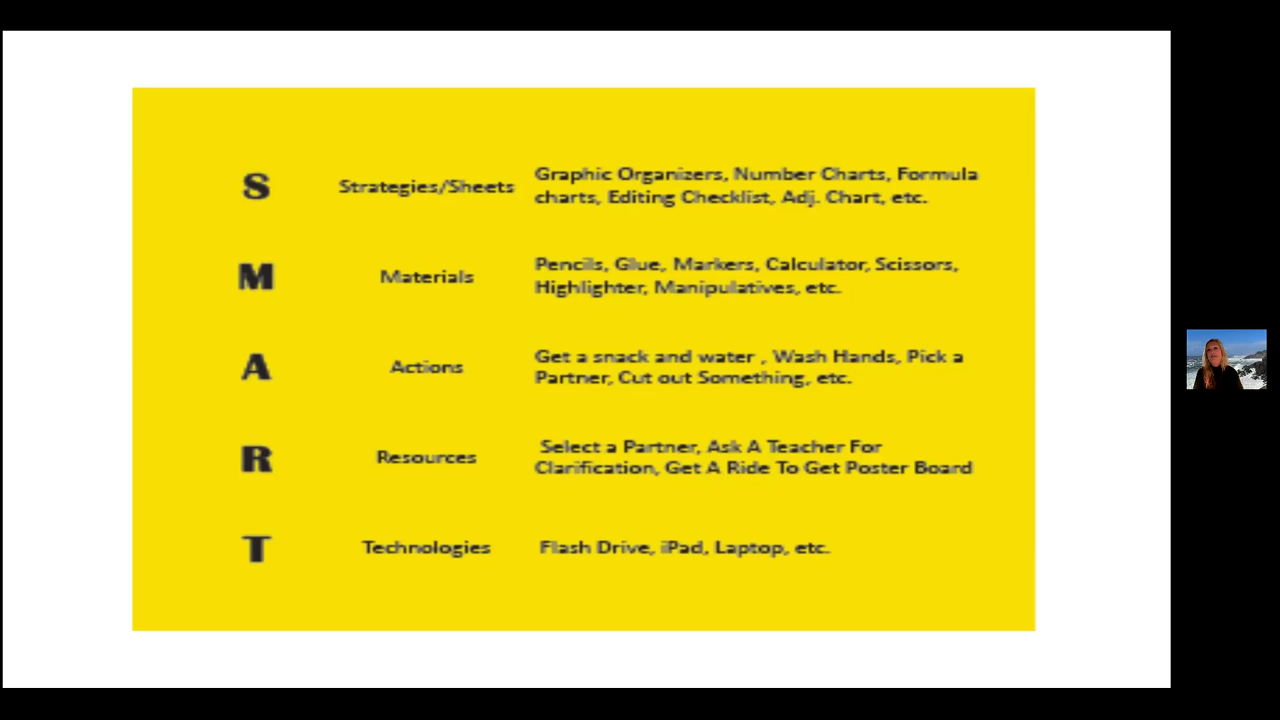 S Strategies/Sheets Graphic Organizers, Number Charts, Formula
charts, Editing Checklist, Adj. Chart, etc.
M Materials Pencils, Glue, Markers, Calculator, Scissors,
Highlighter, Manipulatives, etc.
A Actions Get a snack and water , Wash Hands, Pick a
Partner, Cut out Something, etc.
R Resources Select a Partner, Ask A Teacher For
Clarification, Get A Ride To Get Poster Board
T Technologies Flash Drive, iPad, Laptop, etc.